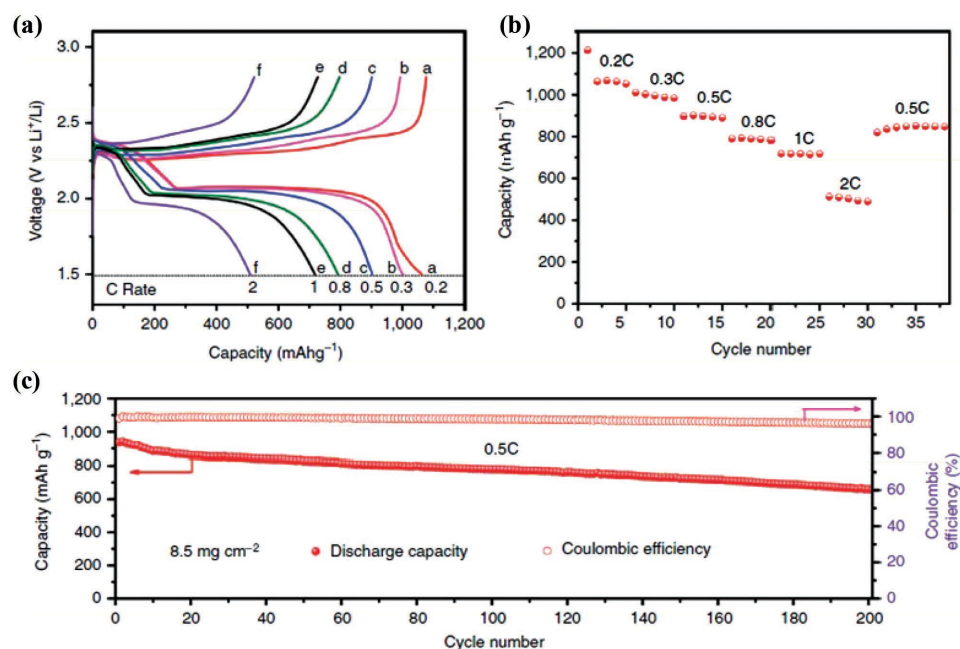 (a)
3.0
2.5
2.0
1.5
Voltage (V vs Li⁺/Li)
f e d c b a
f e d c b a
C Rate 2 1 0.8 0.5 0.3 0.2
0 200 400 600 800 1,000 1,200
Capacity (mAhg⁻¹)
(b)
1,200
1,000
800
600
400
200
0
Capacity (mAh g⁻¹)
0.2C
0.3C
0.5C
0.8C
1C
2C
0.5C
0 5 10 15 20 25 30 35
Cycle number
(c)
1,200
1,000
800
600
400
200
0
Capacity (mAh g⁻¹)
0.5C
8.5 mg cm⁻² Discharge capacity Coulombic efficiency
100
80
60
40
20
0
Coulombic
efficiency (%)
0 20 40 60 80 100 120 140 160 180 200
Cycle number